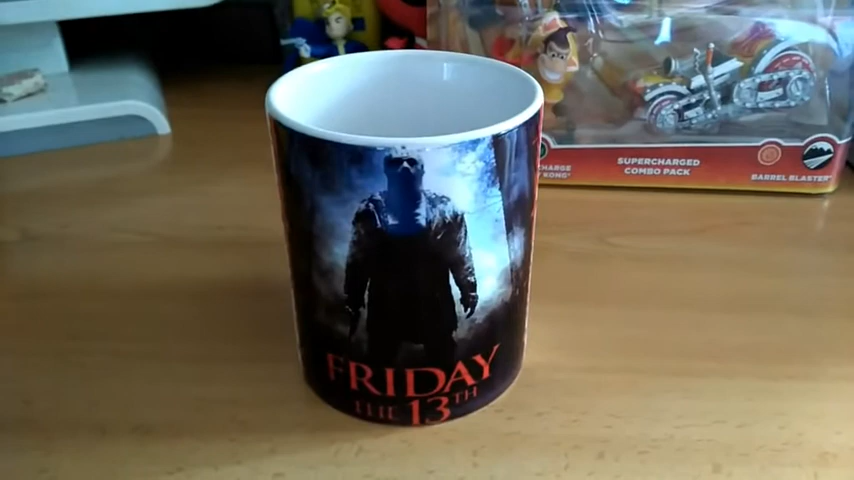 SUPERCHARGED
COMBO PACK
BARREL BLASTER
CHARGE
KONG
FRIDAY
THE 13TH